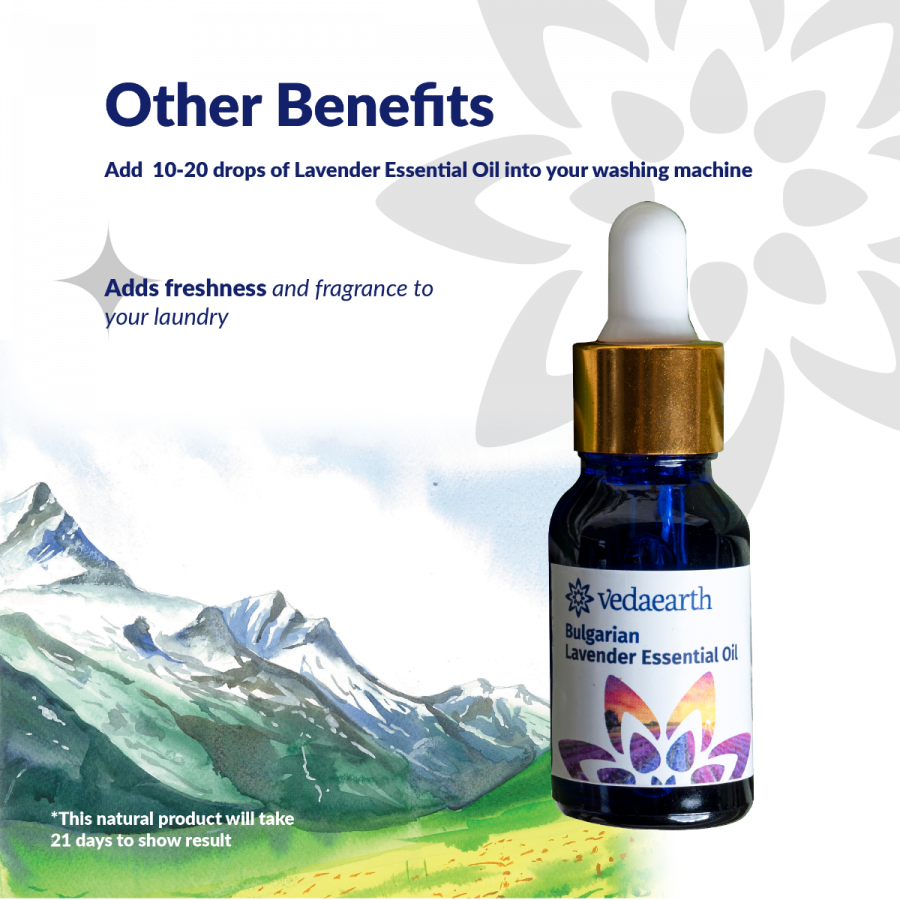 Other Benefits
Add 10-20 drops of Lavender Essential Oil into your washing machine
Adds freshness and fragrance to
your laundry
vedaearth
Bulgarian
Lavender Essential Oil
*This natural product will take
21 days to show result